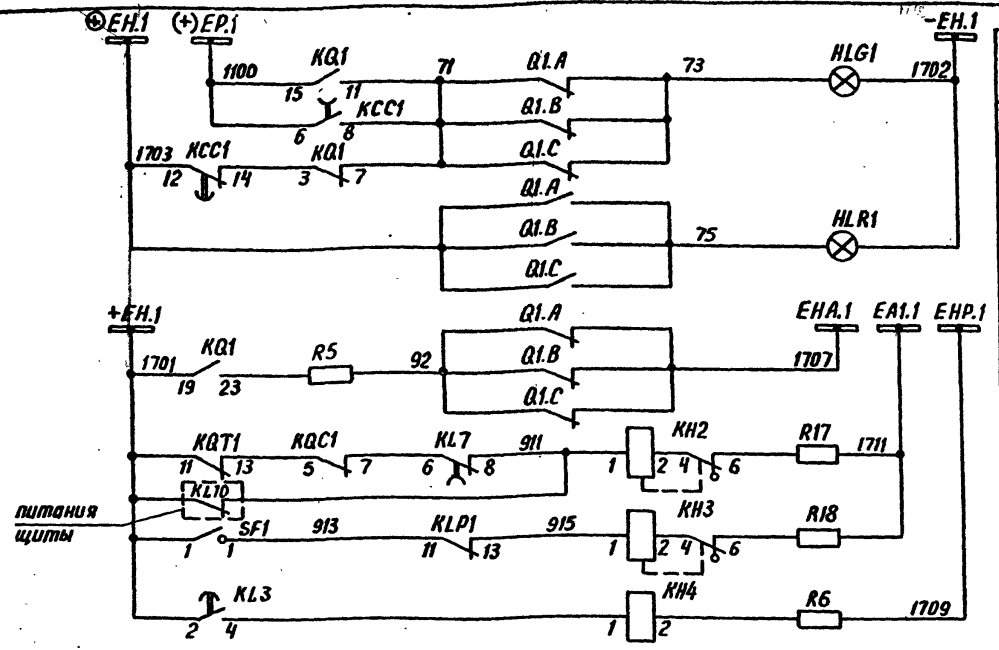 ⊕EH.1 (+)EP.1 -EH.1
1100 KQ1 71 Q1.A 73 HLG1 1702
15 11
KCC1 Q1.B
6 8
1703 KCC1 KQ1 Q1.C
12 14 3 7
Q1.A
Q1.B 75 HLR1
Q1.C
+EH.1 EHA.1 EA1.1 EHP.1
Q1.A
1701 KQ1 R5 92 Q1.B 1707
19 23
Q1.C
KQT1 KQC1 KL7 911 KH2 R17 1711
11 13 5 7 6 8 1 2 4 6
KL10
питания
щиты
SF1 913 KLP1 915 KH3 R18
1 1 11 13 1 2 4 6
KL3 KH4 R6 1709
2 4 1 2